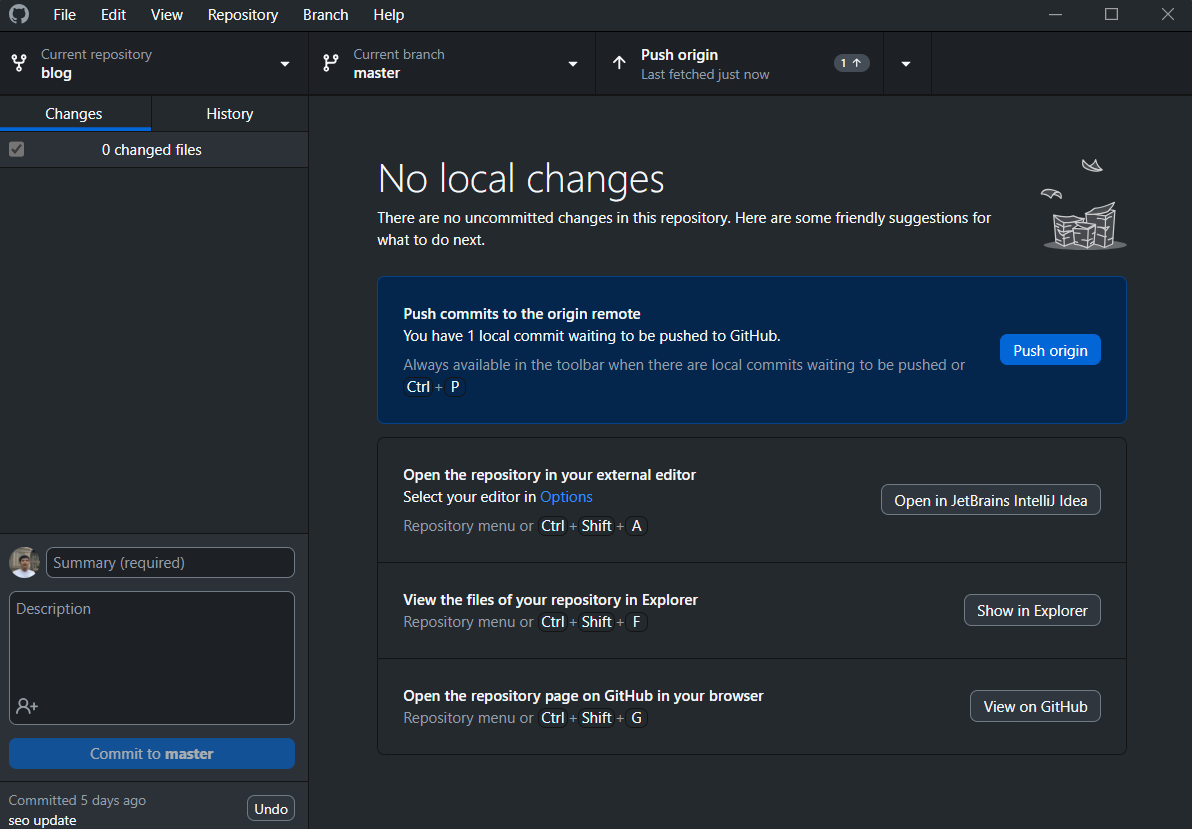 File Edit View Repository Branch Help
Current repository
blog
Current branch
master
Push origin
Last fetched just now
1
Changes
History
0 changed files
No local changes
There are no uncommitted changes in this repository. Here are some friendly suggestions for
what to do next.
Push commits to the origin remote
You have 1 local commit waiting to be pushed to GitHub.
Always available in the toolbar when there are local commits waiting to be pushed or
Ctrl + P
Push origin
Open the repository in your external editor
Select your editor in Options
Repository menu or Ctrl + Shift + A
Open in JetBrains IntelliJ Idea
View the files of your repository in Explorer
Repository menu or Ctrl + Shift + F
Show in Explorer
Open the repository page on GitHub in your browser
Repository menu or Ctrl + Shift + G
View on GitHub
Summary (required)
Description
Commit to master
Committed 5 days ago
seo update
Undo